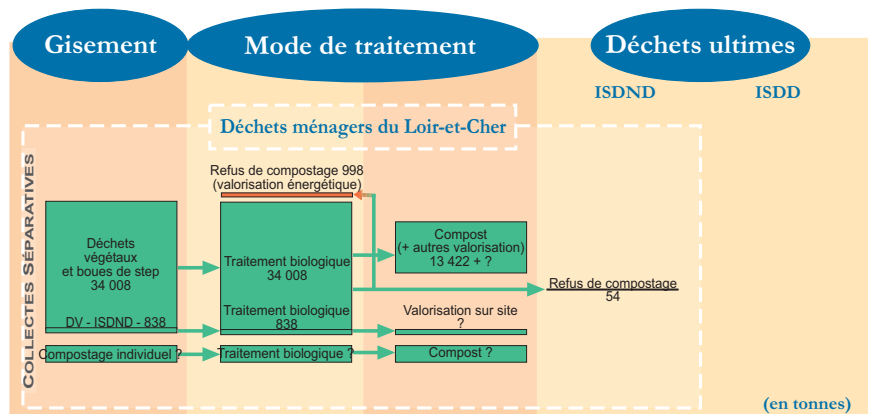 Gisement
Mode de traitement
Déchets ultimes
ISDND
ISDD
Déchets ménagers du Loir-et-Cher
COLLECTES SÉPARATIVES
Refus de compostage 998
(valorisation énergétique)
Déchets
végétaux
et boues de step
34 008
Traitement biologique
34 008
Compost
(+ autres valorisation)
13 422 + ?
Refus de compostage
54
DV - ISDND - 838
Traitement biologique
838
Valorisation sur site
?
Compostage individuel ?
Traitement biologique ?
Compost ?
(en tonnes)